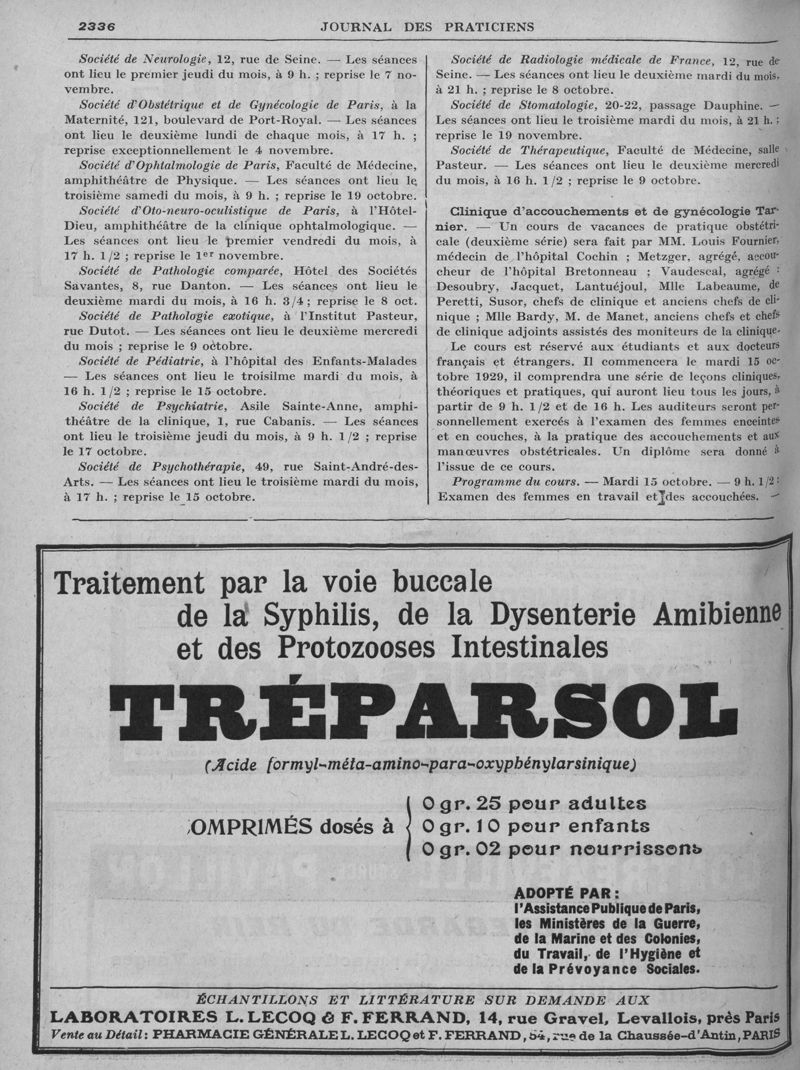 2336
JOURNAL DES PRATICIENS
Société de Neurologie, 12, rue de Seine. — Les séances
ont lieu le premier jeudi du mois, à 9 h. ; reprise le 7 no-
vembre.
Société d'Obstétrique et de Gynécologie de Paris, à la
Maternité, 121, boulevard de Port-Royal. — Les séances
ont lieu le deuxième lundi de chaque mois, à 17 h. ;
reprise exceptionnellement le 4 novembre.
Société d'Ophtalmologie de Paris, Faculté de Médecine,
amphithéâtre de Physique. — Les séances ont lieu le
troisième samedi du mois, à 9 h. ; reprise le 19 octobre.
Société d'Oto-neuro-oculistique de Paris, à l'Hôtel-
Dieu, amphithéâtre de la clinique ophtalmologique. —
Les séances ont lieu le premier vendredi du mois, à
17 h. 1/2 ; reprise le 1er novembre.
Société de Pathologie comparée, Hôtel des Sociétés
Savantes, 8, rue Danton. — Les séances ont lieu le
deuxième mardi du mois, à 16 h. 3/4 ; reprise le 8 oct.
Société de Pathologie exotique, à l'Institut Pasteur,
rue Dutot. — Les séances ont lieu le deuxième mercredi
du mois ; reprise le 9 octobre.
Société de Pédiatrie, à l'hôpital des Enfants-Malades
— Les séances ont lieu le troisilme mardi du mois, à
16 h. 1/2 ; reprise le 15 octobre.
Société de Psychiatrie, Asile Sainte-Anne, amphi-
théâtre de la clinique, 1, rue Cabanis. — Les séances
ont lieu le troisième jeudi du mois, à 9 h. 1/2 ; reprise
le 17 octobre.
Société de Psychothérapie, 49, rue Saint-André-des-
Arts. — Les séances ont lieu le troisième mardi du mois,
à 17 h. ; reprise le 15 octobre.
Société de Radiologie médicale de France, 12, rue de
Seine. — Les séances ont lieu le deuxième mardi du mois,
à 21 h. ; reprise le 8 octobre.
Société de Stomatologie, 20-22, passage Dauphine. —
Les séances ont lieu le troisième mardi du mois, à 21 h. ;
reprise le 19 novembre.
Société de Thérapeutique, Faculté de Médecine, salle
Pasteur. — Les séances ont lieu le deuxième mercredi
du mois, à 16 h. 1/2 ; reprise le 9 octobre.
Clinique d'accouchements et de gynécologie Tar-
nier. — Un cours de vacances de pratique obstétri-
cale (deuxième série) sera fait par MM. Louis Fournier,
médecin de l'hôpital Cochin ; Metzger, agrégé, accou-
cheur de l'hôpital Bretonneau ; Vaudescal, agrégé :
Desoubry, Jacquet, Lantuéjoul, Mlle Labeaume, de
Peretti, Susor, chefs de clinique et anciens chefs de cli-
nique ; Mlle Bardy, M. de Manet, anciens chefs et chefs
de clinique adjoints assistés des moniteurs de la clinique.
Le cours est réservé aux étudiants et aux docteurs
français et étrangers. Il commencera le mardi 15 oc-
tobre 1929, il comprendra une série de leçons cliniques,
théoriques et pratiques, qui auront lieu tous les jours, à
partir de 9 h. 1/2 et de 16 h. Les auditeurs seront per-
sonnellement exercés à l'examen des femmes enceintes
et en couches, à la pratique des accouchements et aux
manœuvres obstétricales. Un diplôme sera donné à
l'issue de ce cours.
Programme du cours. — Mardi 15 octobre. — 9 h. 1/2 :
Examen des femmes en travail et des accouchées. —
Traitement par la voie buccale
de la Syphilis, de la Dysenterie Amibienne
et des Protozooses Intestinales
TRÉPARSOL
(Acide formyl-méta-amino-para-oxyphénylarsinique)
OMPRIMÉS dosés à
0 gr. 25 pour adultes
0 gr. 10 pour enfants
0 gr. 02 pour nourrissons
ADOPTÉ PAR :
l'Assistance Publique de Paris,
les Ministères de la Guerre,
de la Marine et des Colonies,
du Travail, de l'Hygiène et
de la Prévoyance Sociales.
ÉCHANTILLONS ET LITTÉRATURE SUR DEMANDE AUX
LABORATOIRES L. LECOQ & F. FERRAND, 14, rue Gravel, Levallois, près Paris
Vente au Détail : PHARMACIE GÉNÉRALE L. LECOQ et F. FERRAND, 54, rue de la Chaussée-d'Antin, PARIS